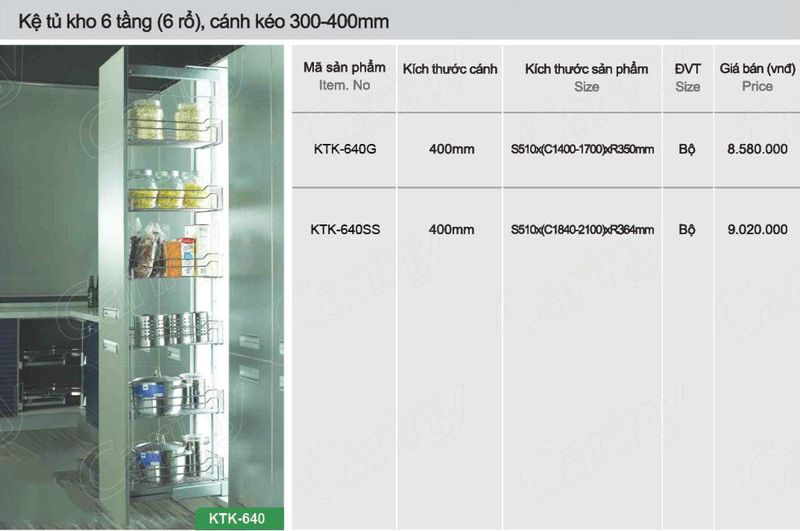 Kệ tủ kho 6 tầng (6 rổ), cánh kéo 300-400mm
Mã sản phẩm Kích thước cánh Kích thước sản phẩm ĐVT Giá bán (vnđ)
Item. No Size Size Price
KTK-640G 400mm S510x(C1400-1700)xR350mm Bộ 8.580.000
KTK-640SS 400mm S510x(C1840-2100)xR364mm Bộ 9.020.000
KTK-640
Cariny